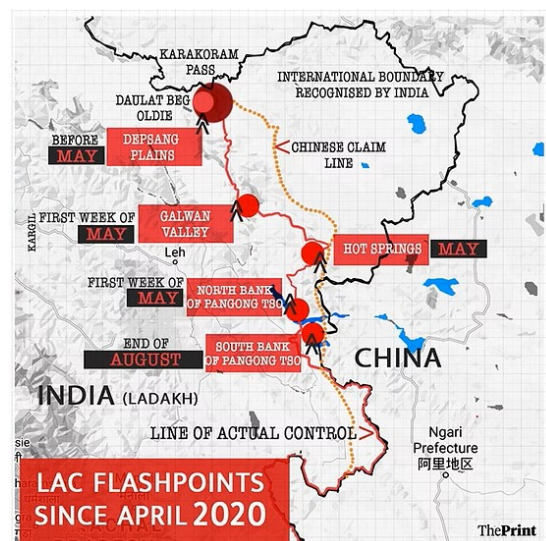 KARAKORAM
PASS
INTERNATIONAL BOUNDARY
RECOGNISED BY INDIA
DAULAT BEG
OLDIE
BEFORE
MAY
DEPSANG
PLAINS
CHINESE CLAIM
LINE
KARGIL
FIRST WEEK OF
MAY
GALWAN
VALLEY
HOT SPRINGS
MAY
Leh
FIRST WEEK OF
MAY
NORTH BANK
OF PANGONG TSO
END OF
AUGUST
SOUTH BANK
OF PANGONG TSO
CHINA
INDIA (LADAKH)
LINE OF ACTUAL CONTROL
Ngari
Prefecture
阿里地区
LAC FLASHPOINTS
SINCE APRIL 2020
ThePrint